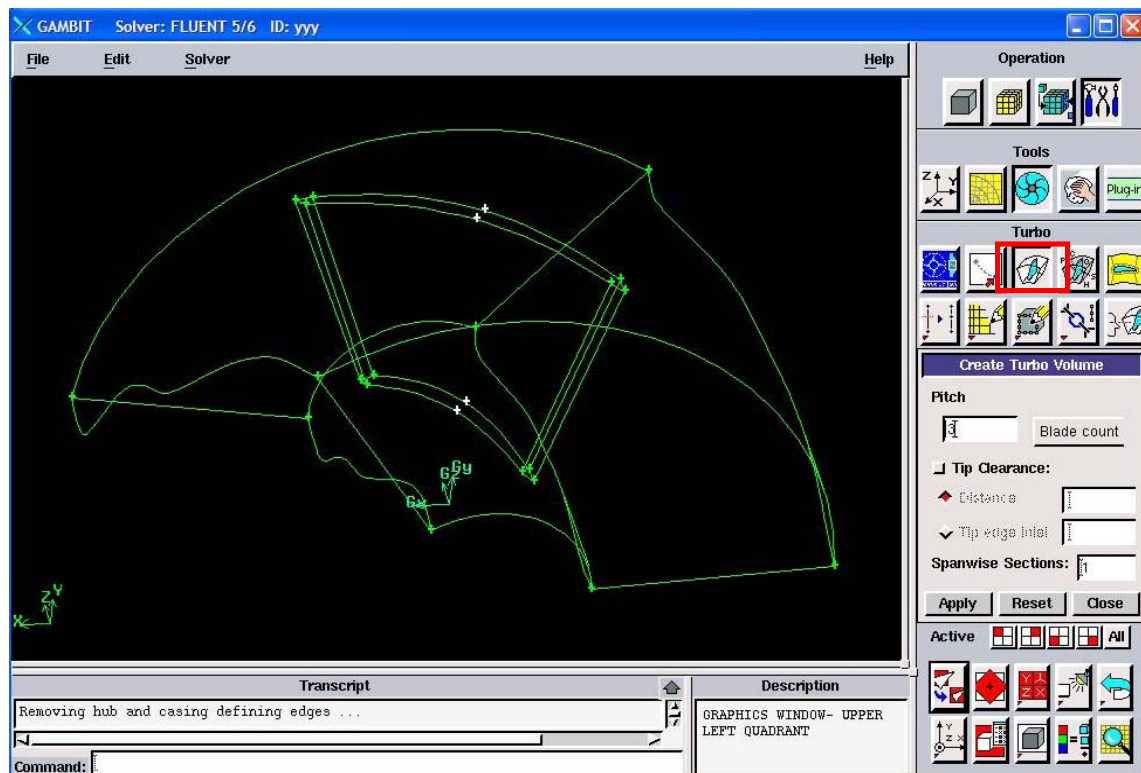 GAMBIT Solver: FLUENT 5/6 ID: yyy
File Edit Solver Help
Operation
Tools
Z Y X
Plug-in
Turbo
Create Turbo Volume
Pitch
3 Blade count
Tip Clearance:
Distance
Tip edge inlet
Spanwise Sections: 1
Apply Reset Close
Active All
Gx Gy
Z Y
X
Transcript
Removing hub and casing defining edges ...
Command:
Description
GRAPHICS WINDOW- UPPER
LEFT QUADRANT
Y Z X